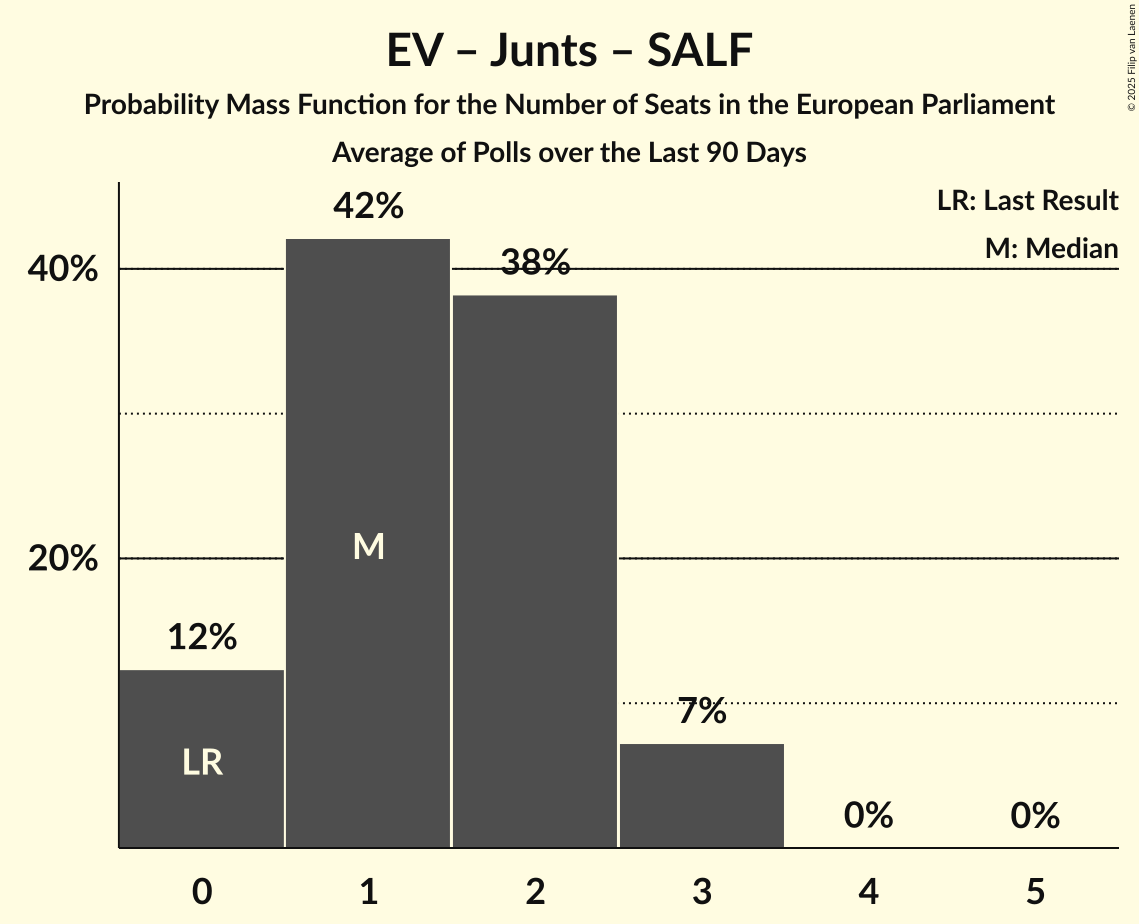 EV – Junts – SALF
Probability Mass Function for the Number of Seats in the European Parliament
Average of Polls over the Last 90 Days
© 2025 Filip van Laenen
LR: Last Result
M: Median
42%
38%
40%
M
20%
12%
7%
LR
0%
0%
0
1
2
3
4
5